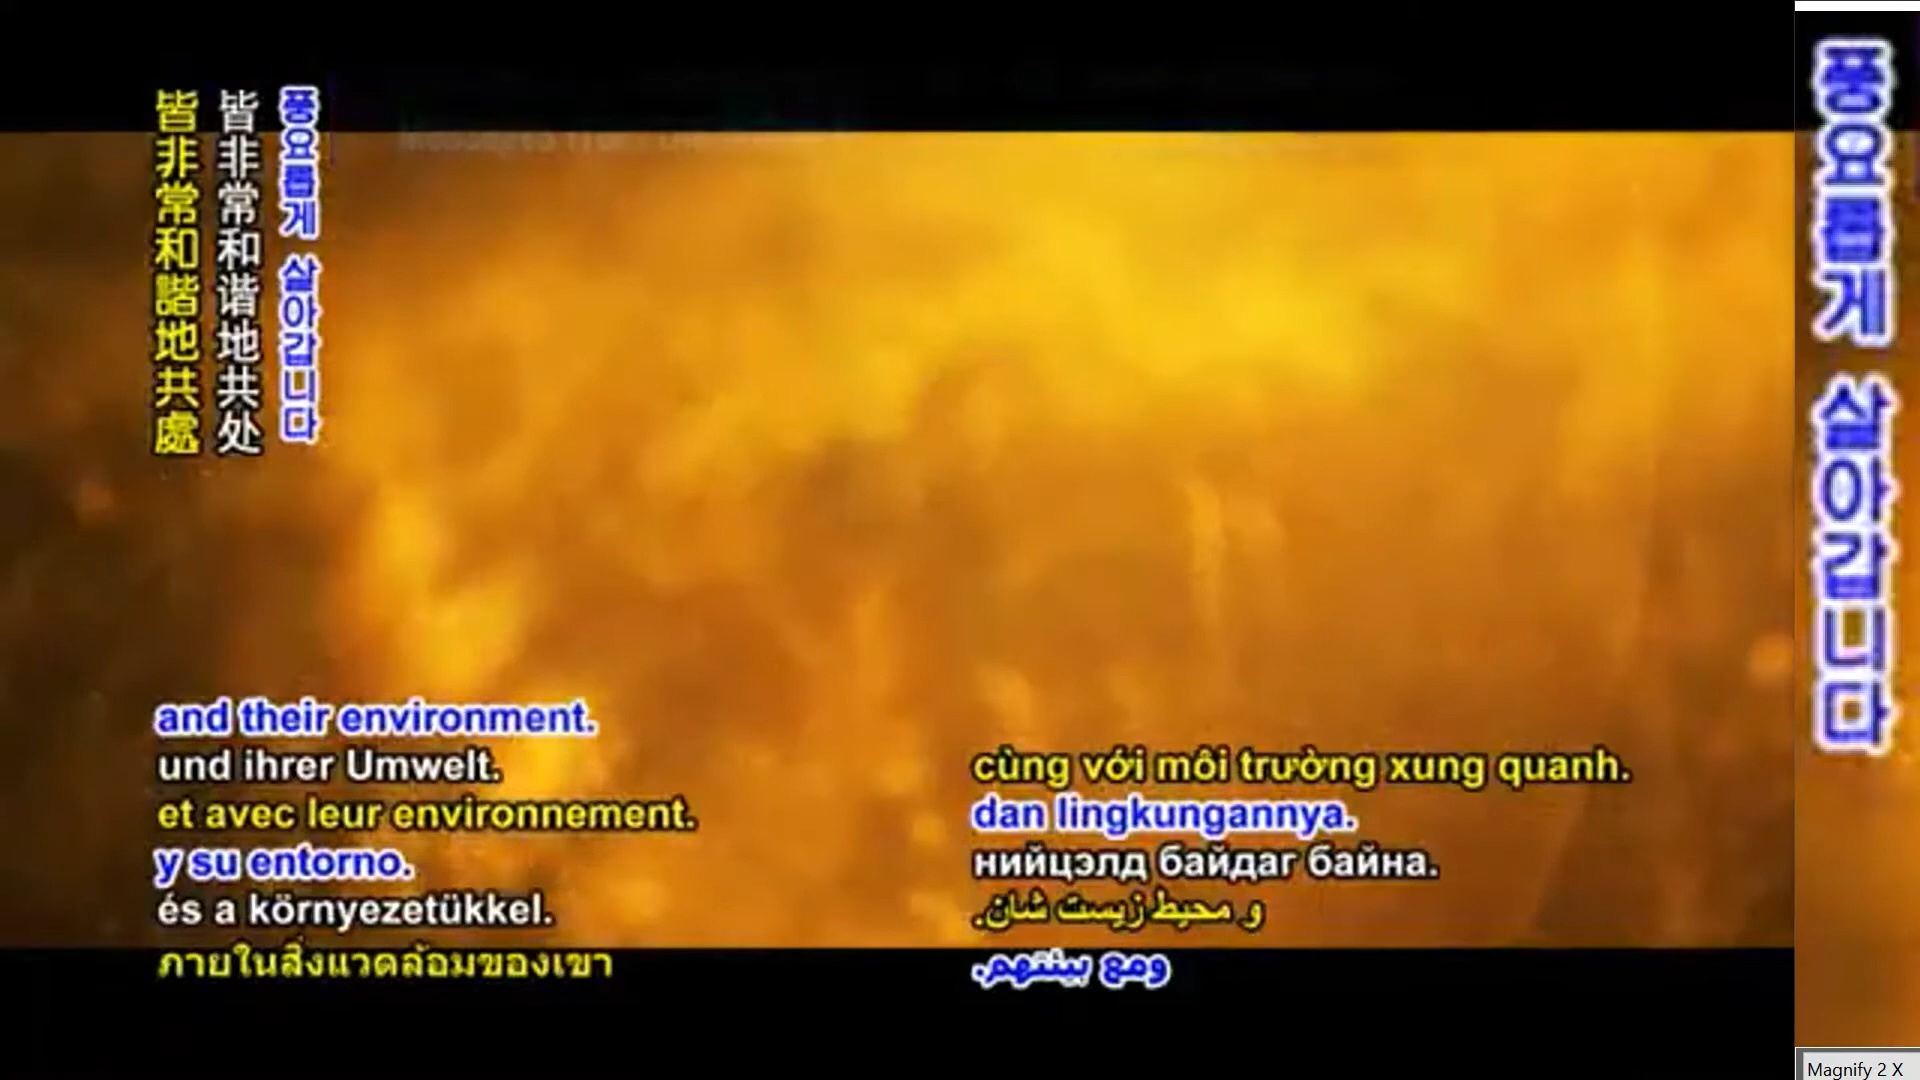 皆非常和諧地共處
皆非常和谐地共处
풍요롭게 살아갑니다
and their environment.
und ihrer Umwelt.
et avec leur environnement.
y su entorno.
és a környezetükkel.
ภายในสิ่งแวดล้อมของเขา
cùng với môi trường xung quanh.
dan lingkungannya.
нийцэлд байдаг байна.
و محیط زیست شان.
ومع بيئتهم.
풍요롭게 살아갑니다
Magnify 2 X